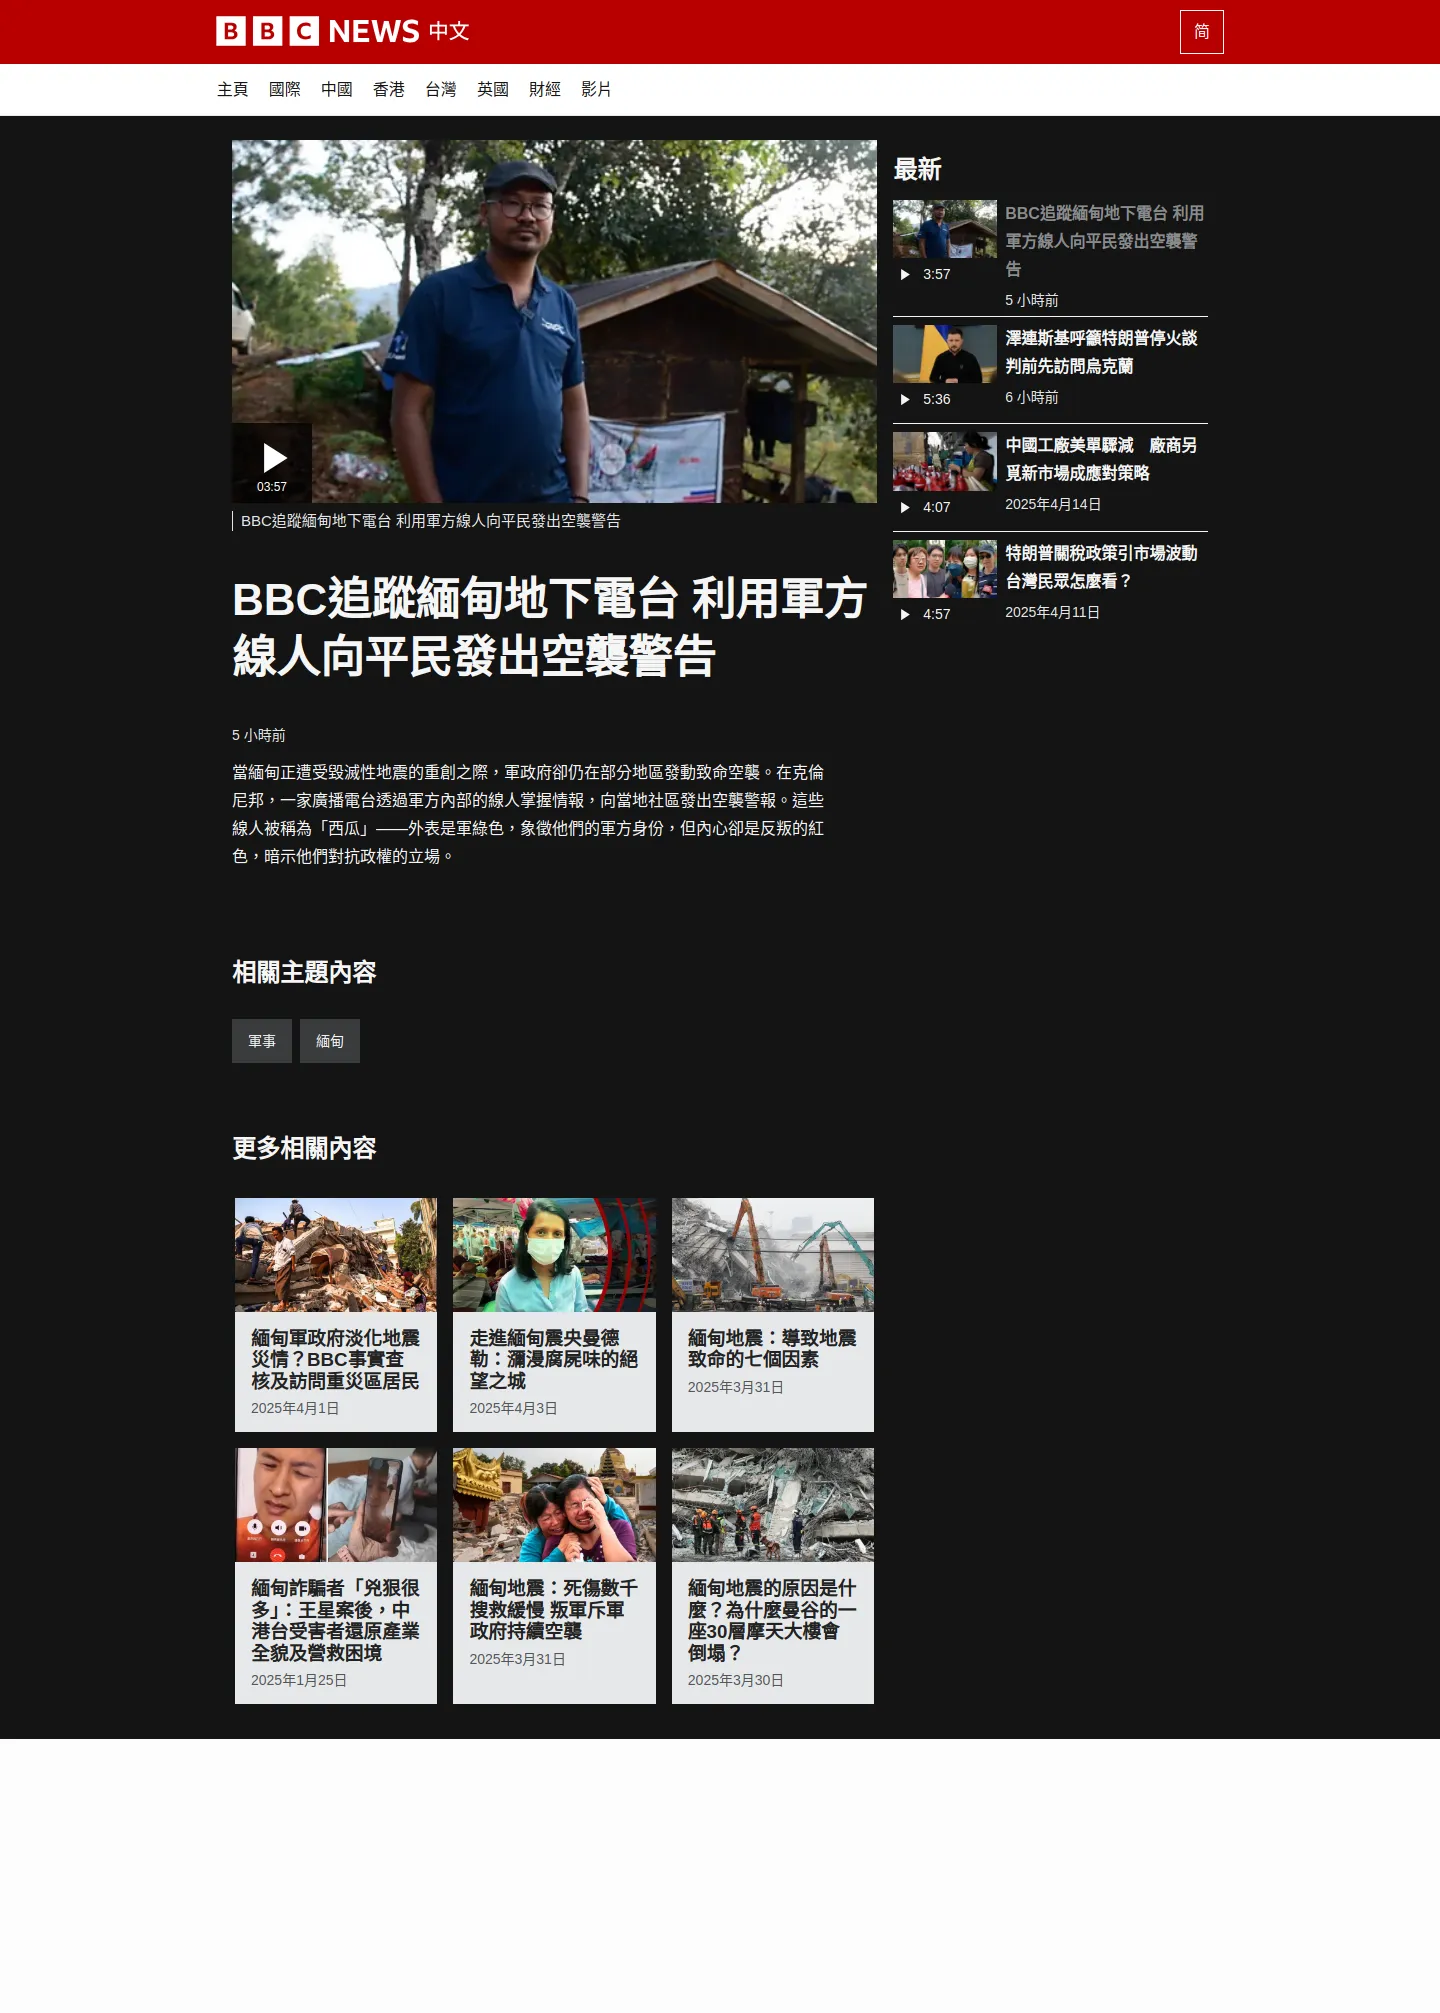 BBC NEWS 中文
简
主頁 國際 中國 香港 台灣 英國 財經 影片
03:57
BBC追蹤緬甸地下電台 利用軍方線人向平民發出空襲警告
BBC追蹤緬甸地下電台 利用軍方
線人向平民發出空襲警告
5 小時前
當緬甸正遭受毀滅性地震的重創之際，軍政府卻仍在部分地區發動致命空襲。在克倫
尼邦，一家廣播電台透過軍方內部的線人掌握情報，向當地社區發出空襲警報。這些
線人被稱為「西瓜」——外表是軍綠色，象徵他們的軍方身份，但內心卻是反叛的紅
色，暗示他們對抗政權的立場。
最新
BBC追蹤緬甸地下電台 利用
軍方線人向平民發出空襲警
告
3:57
5 小時前
澤連斯基呼籲特朗普停火談
判前先訪問烏克蘭
5:36
6 小時前
中國工廠美單驟減　廠商另
覓新市場成應對策略
4:07
2025年4月14日
特朗普關稅政策引市場波動
台灣民眾怎麼看？
4:57
2025年4月11日
相關主題內容
軍事 緬甸
更多相關內容
緬甸軍政府淡化地震
災情？BBC事實查
核及訪問重災區居民
2025年4月1日
走進緬甸震央曼德
勒：瀰漫腐屍味的絕
望之城
2025年4月3日
緬甸地震：導致地震
致命的七個因素
2025年3月31日
緬甸詐騙者「兇狠很
多」：王星案後，中
港台受害者還原產業
全貌及營救困境
2025年1月25日
緬甸地震：死傷數千
搜救緩慢 叛軍斥軍
政府持續空襲
2025年3月31日
緬甸地震的原因是什
麼？為什麼曼谷的一
座30層摩天大樓會
倒塌？
2025年3月30日